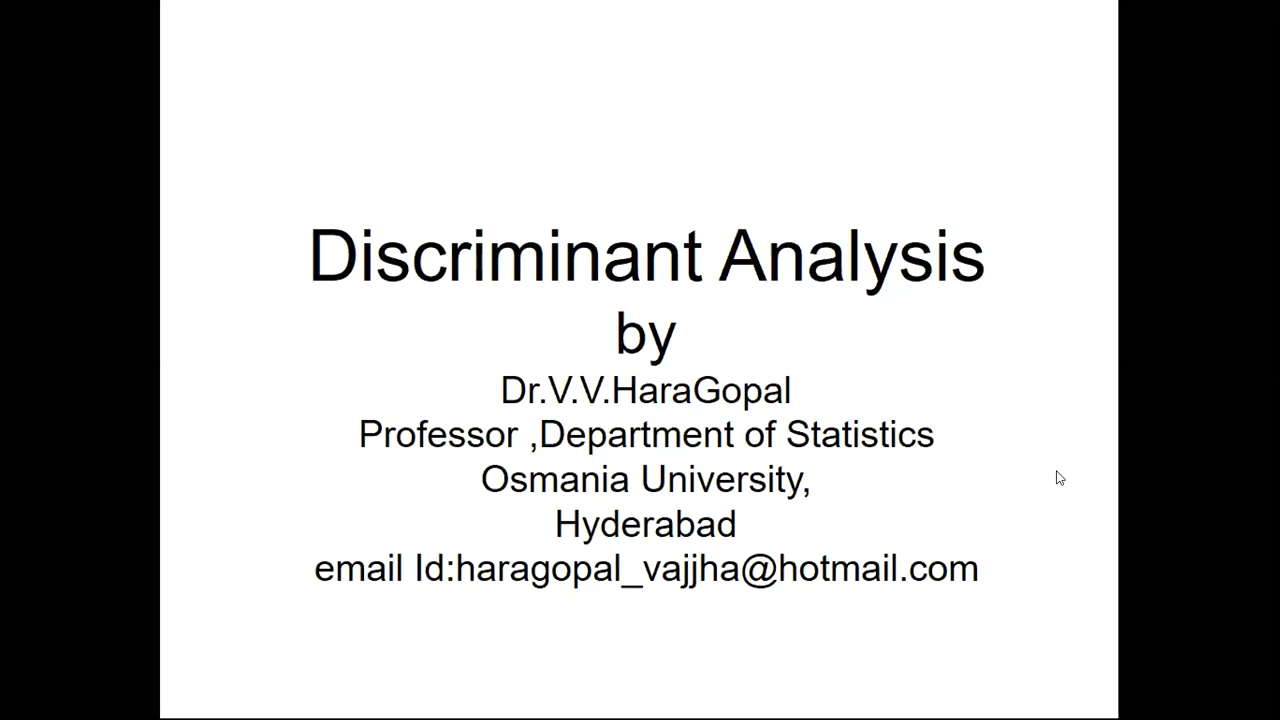 Discriminant Analysis
by
Dr.V.V.HaraGopal
Professor ,Department of Statistics
Osmania University,
Hyderabad
email Id:haragopal_vajjha@hotmail.com